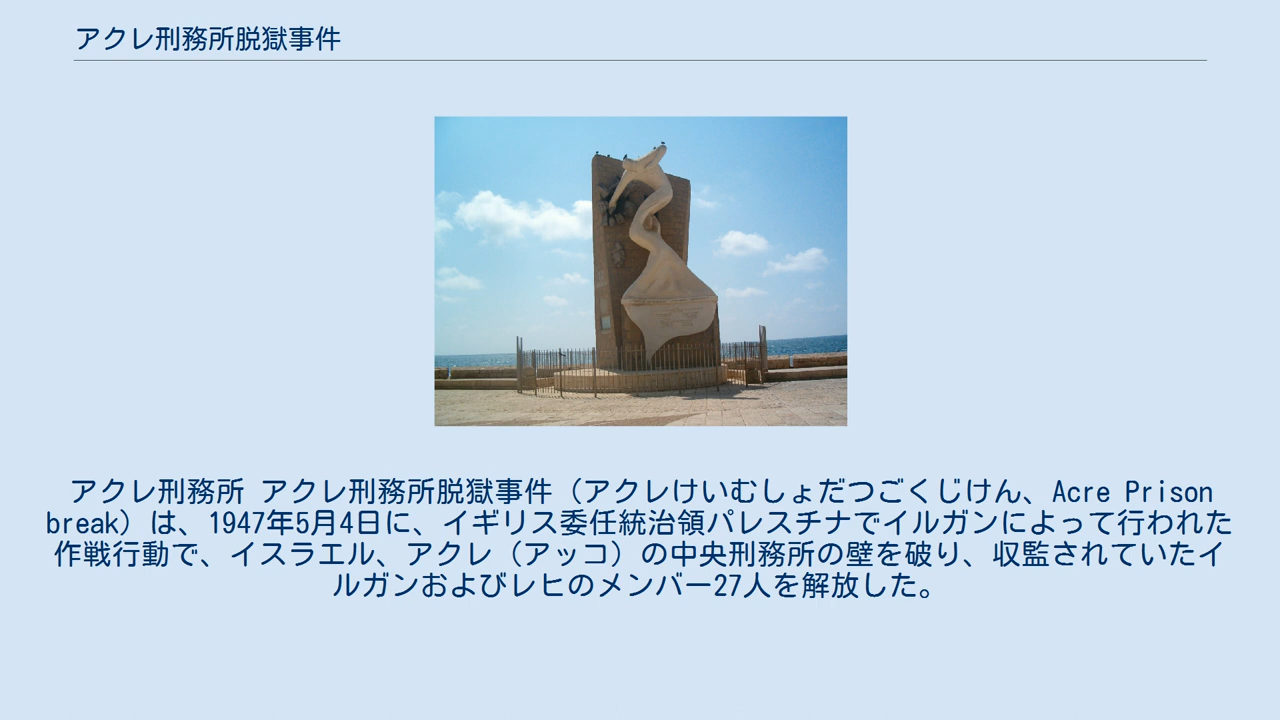 アクレ刑務所脱獄事件
アクレ刑務所 アクレ刑務所脱獄事件（アクレけいむしょだつごくじけん、Acre Prison
break）は、1947年5月4日に、イギリス委任統治領パレスチナでイルガンによって行われた
作戦行動で、イスラエル、アクレ（アッコ）の中央刑務所の壁を破り、収監されていたイ
ルガンおよびレヒのメンバー27人を解放した。